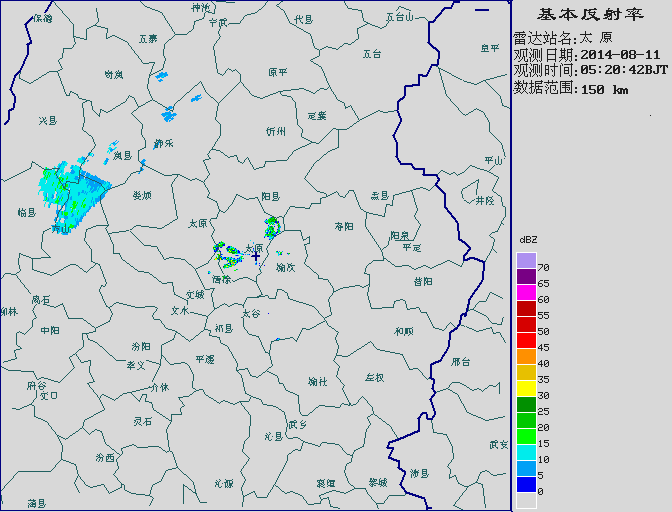 基本反射率
雷达站名:太 原
观测日期:2014-08-11
观测时间:05:20:42BJT
数据范围:150 km
dBZ
70
65
60
55
50
45
40
35
30
25
20
15
10
5
0
保德
神池
宁武
代县
五台山
五寨
阜平
岢岚
原平
五台
兴县
定襄
忻州
岚县
静乐
平山
娄烦
阳县
盂县
井陉
临县
太原
寿阳
阳泉
平定
太原
榆次
昔阳
清徐
交城
离石
柳林
文水
太谷
中阳
祁县
和顺
汾阳
孝义
平遥
邢台
榆社
左权
介休
交口
灵石
武乡
沁县
武安
汾西
沁源
襄垣
黎城
涉县
蒲县